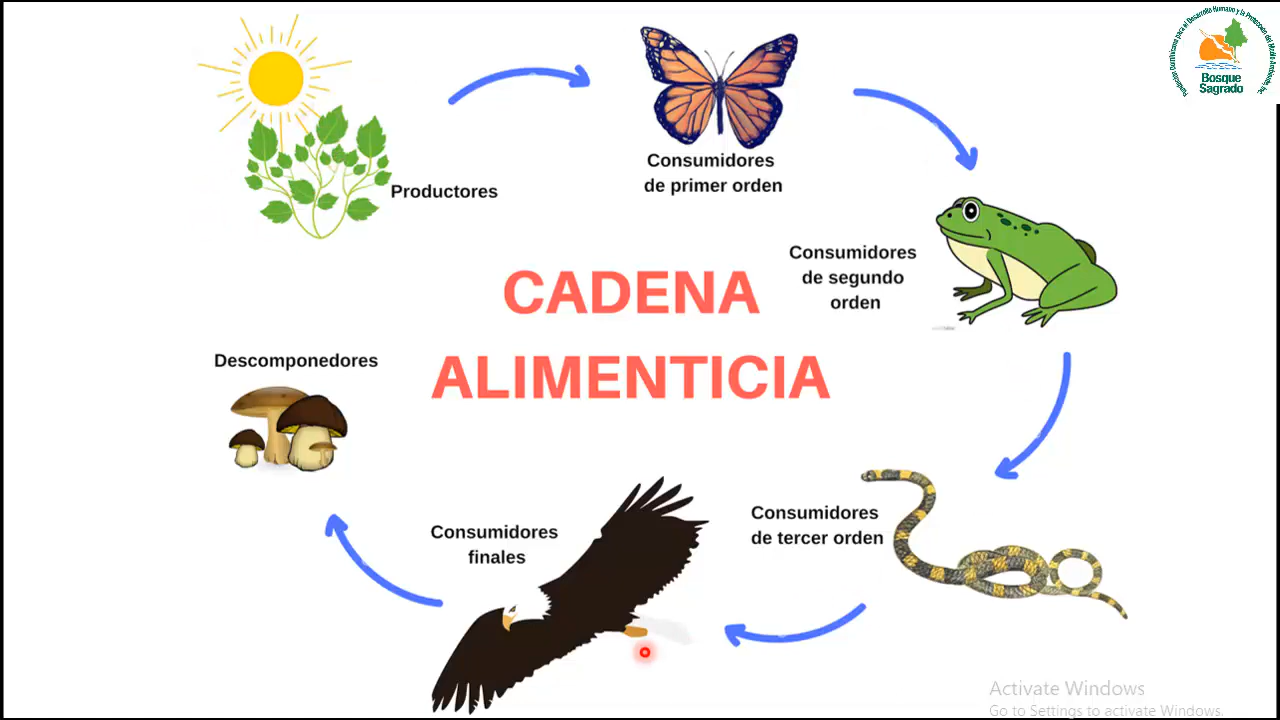 Productores
Consumidores
de primer orden
Consumidores
de segundo
orden
CADENA
ALIMENTICIA
Descomponedores
Consumidores
de tercer orden
Consumidores
finales
Bosque
Sagrado
Activate Windows
Go to Settings to activate Windows.